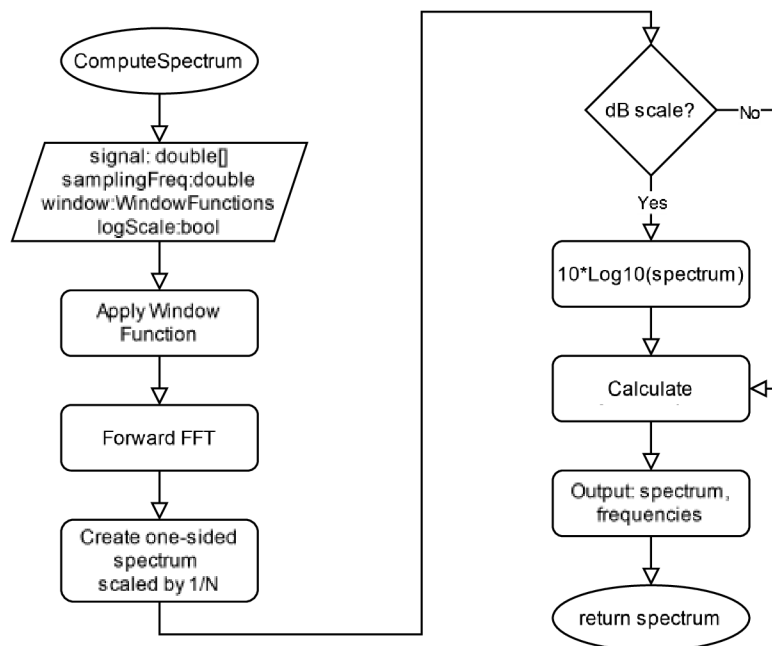 ComputeSpectrum
signal: double[]
samplingFreq:double
window:WindowFunctions
logScale:bool
Apply Window
Function
Forward FFT
Create one-sided
spectrum
scaled by 1/N
dB scale?
No
Yes
10*Log10(spectrum)
Calculate
Output: spectrum,
frequencies
return spectrum